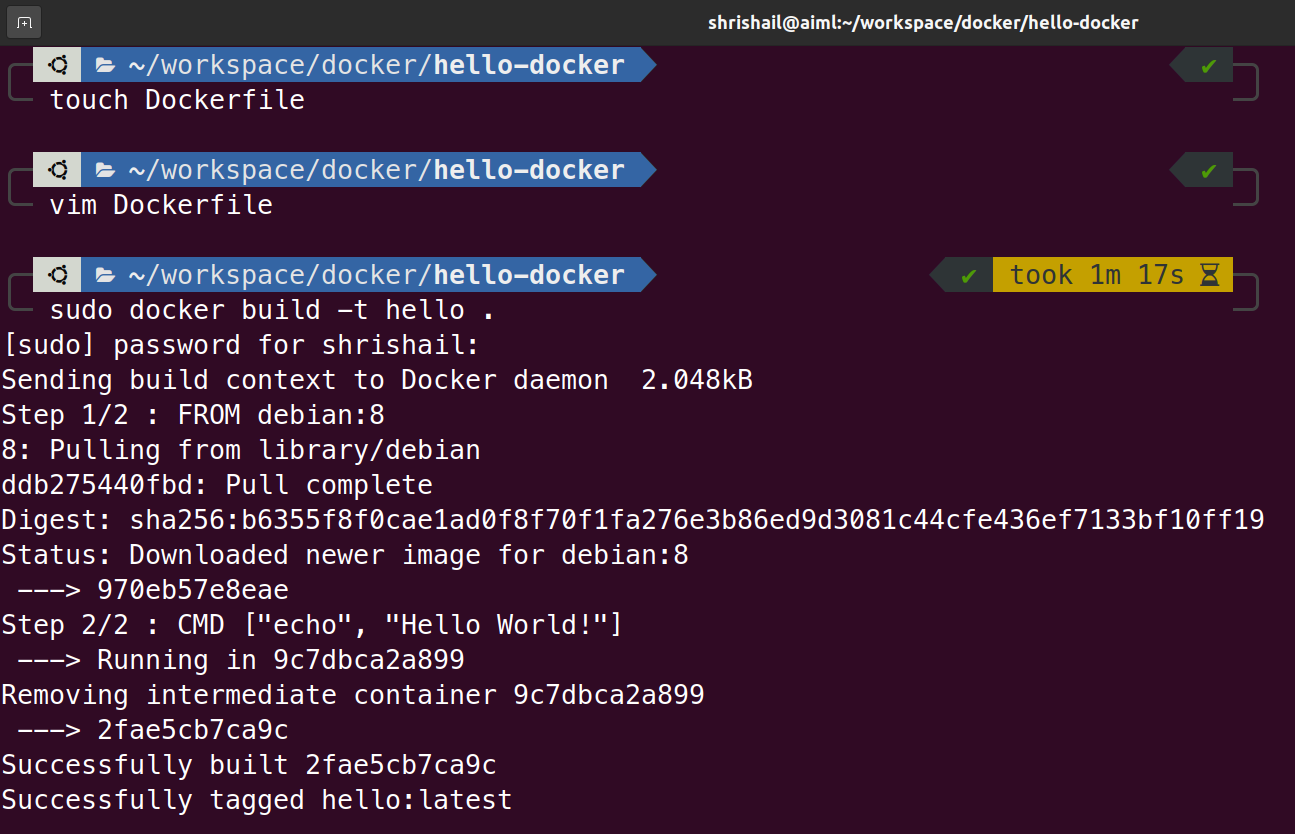 shrishail@aiml:~/workspace/docker/hello-docker
~/workspace/docker/hello-docker ✔
touch Dockerfile
~/workspace/docker/hello-docker ✔
vim Dockerfile
~/workspace/docker/hello-docker ✔ took 1m 17s
sudo docker build -t hello .
[sudo] password for shrishail:
Sending build context to Docker daemon  2.048kB
Step 1/2 : FROM debian:8
8: Pulling from library/debian
ddb275440fbd: Pull complete
Digest: sha256:b6355f8f0cae1ad0f8f70f1fa276e3b86ed9d3081c44cfe436ef7133bf10ff19
Status: Downloaded newer image for debian:8
 ---> 970eb57e8eae
Step 2/2 : CMD ["echo", "Hello World!"]
 ---> Running in 9c7dbca2a899
Removing intermediate container 9c7dbca2a899
 ---> 2fae5cb7ca9c
Successfully built 2fae5cb7ca9c
Successfully tagged hello:latest